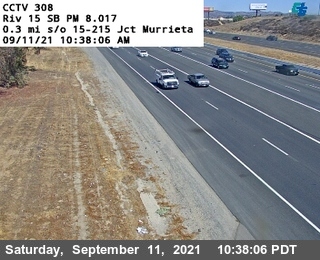 CCTV 308
Riv 15 SB PM 8.017
0.3 mi s/o 15-215 Jct Murrieta
09/11/21 10:38:06 AM
Saturday, September 11, 2021 10:38:06 PDT